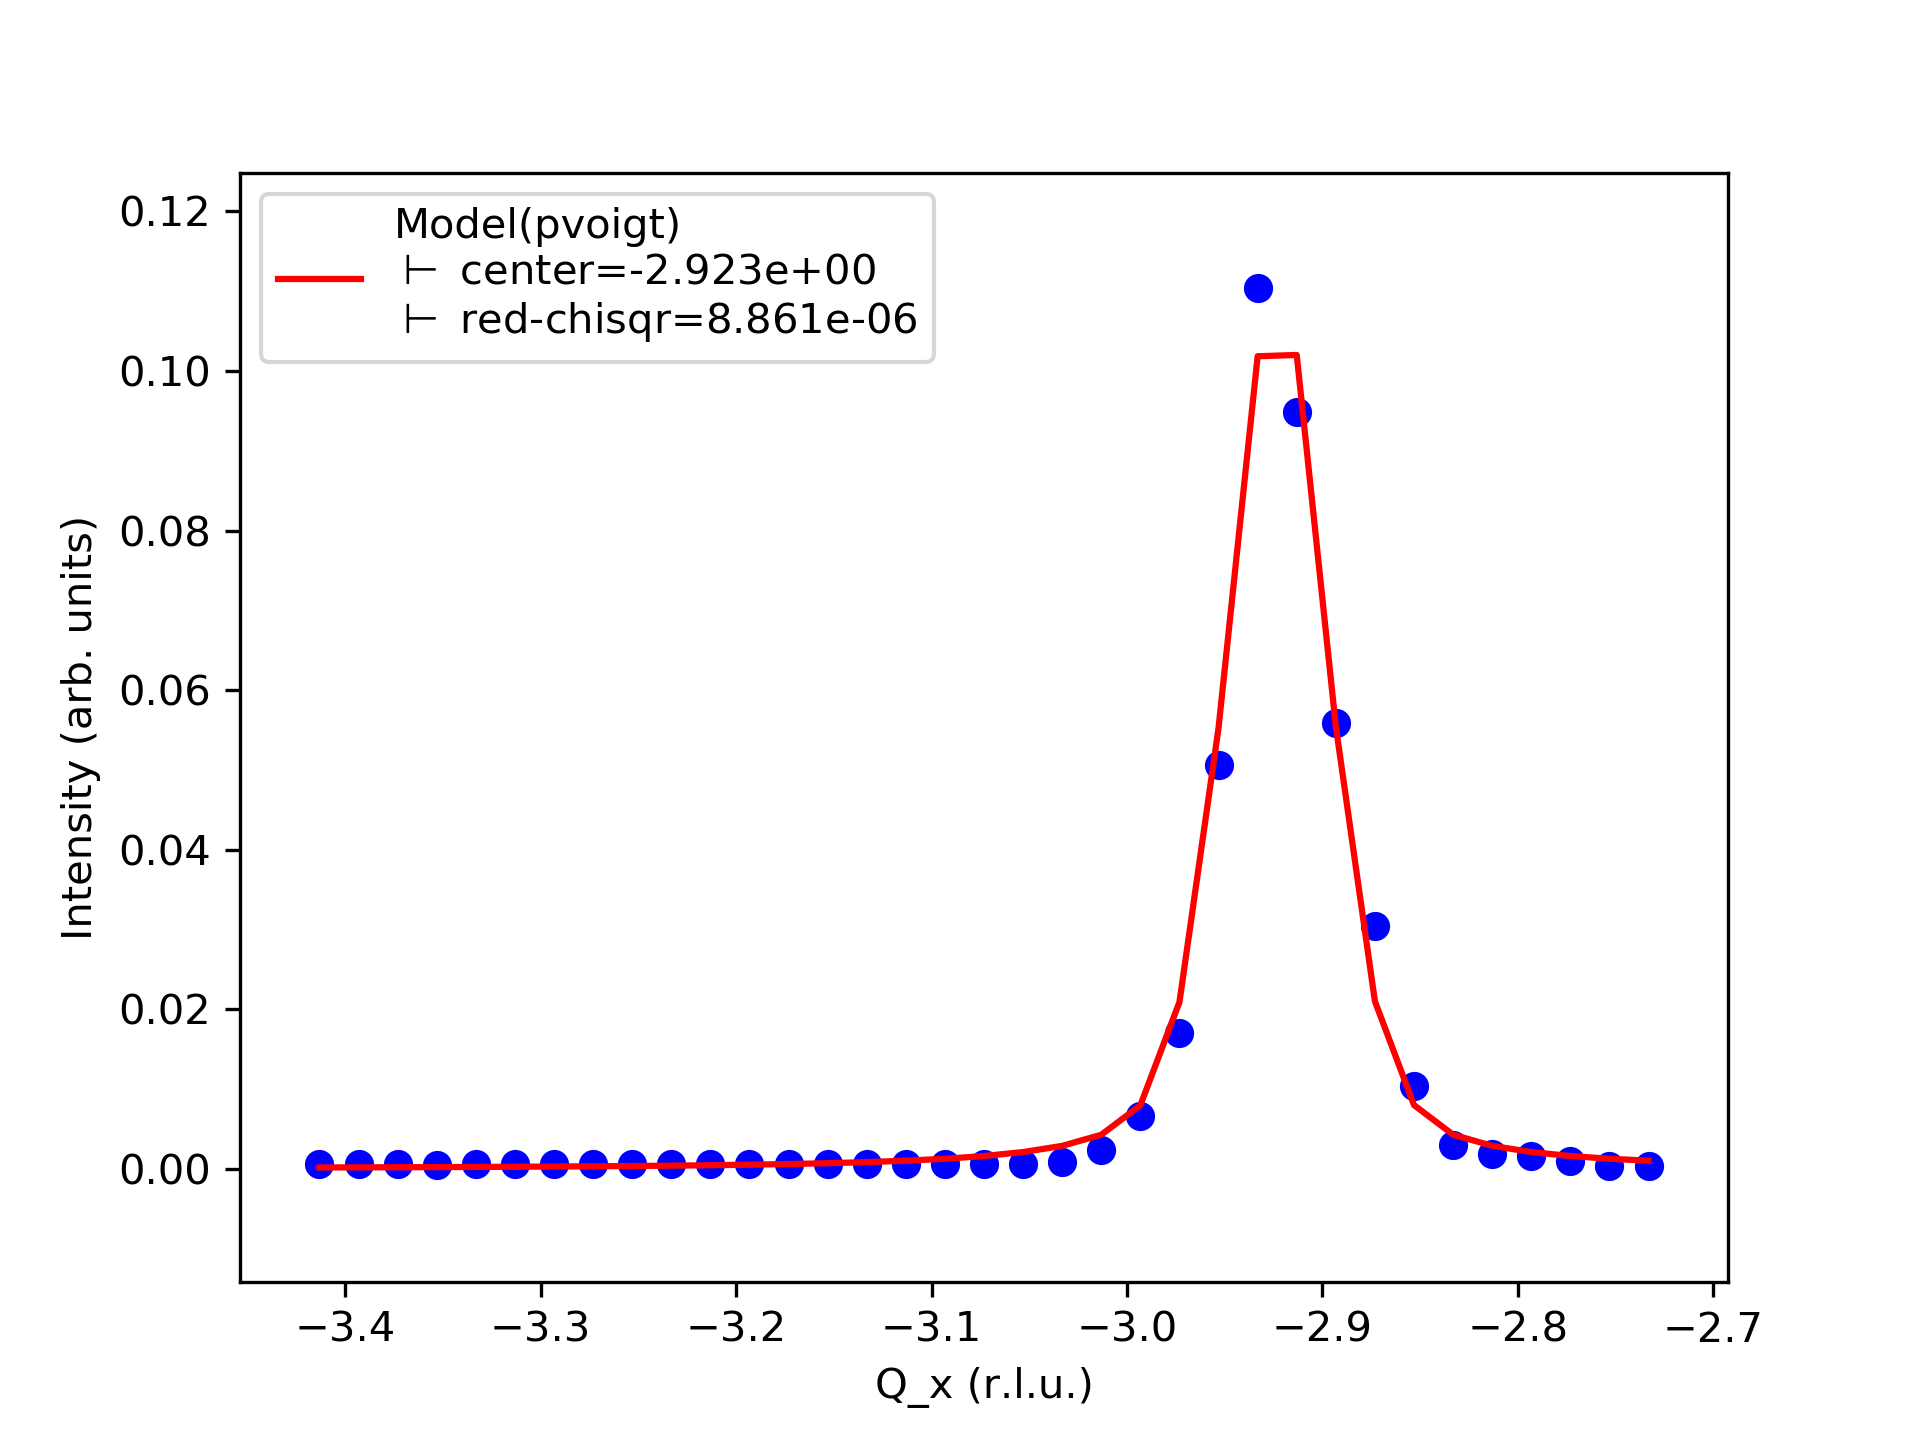 Model(pvoigt)
⊢ center=-2.923e+00
⊢ red-chisqr=8.861e-06
0.12
0.10
0.08
0.06
0.04
0.02
0.00
Intensity (arb. units)
−3.4 −3.3 −3.2 −3.1 −3.0 −2.9 −2.8 −2.7
Q_x (r.l.u.)